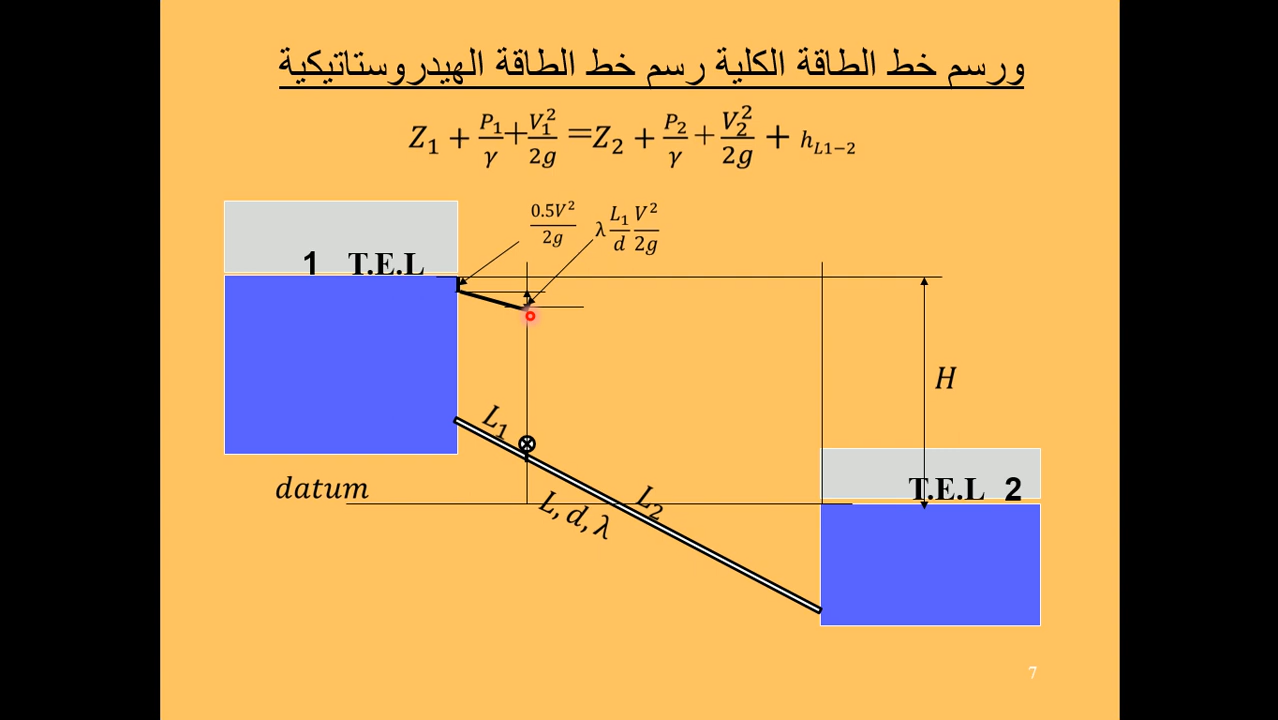 ورسم خط الطاقة الكلية رسم خط الطاقة الهيدروستاتيكية
Z₁ + P₁/γ + V₁²/2g = Z₂ + P₂/γ + V₂²/2g + h_L1−2
0.5V²/2g
λ L₁/d V²/2g
1 T.E.L
H
L₁
datum
T.E.L 2
L₂
L, d, λ
7